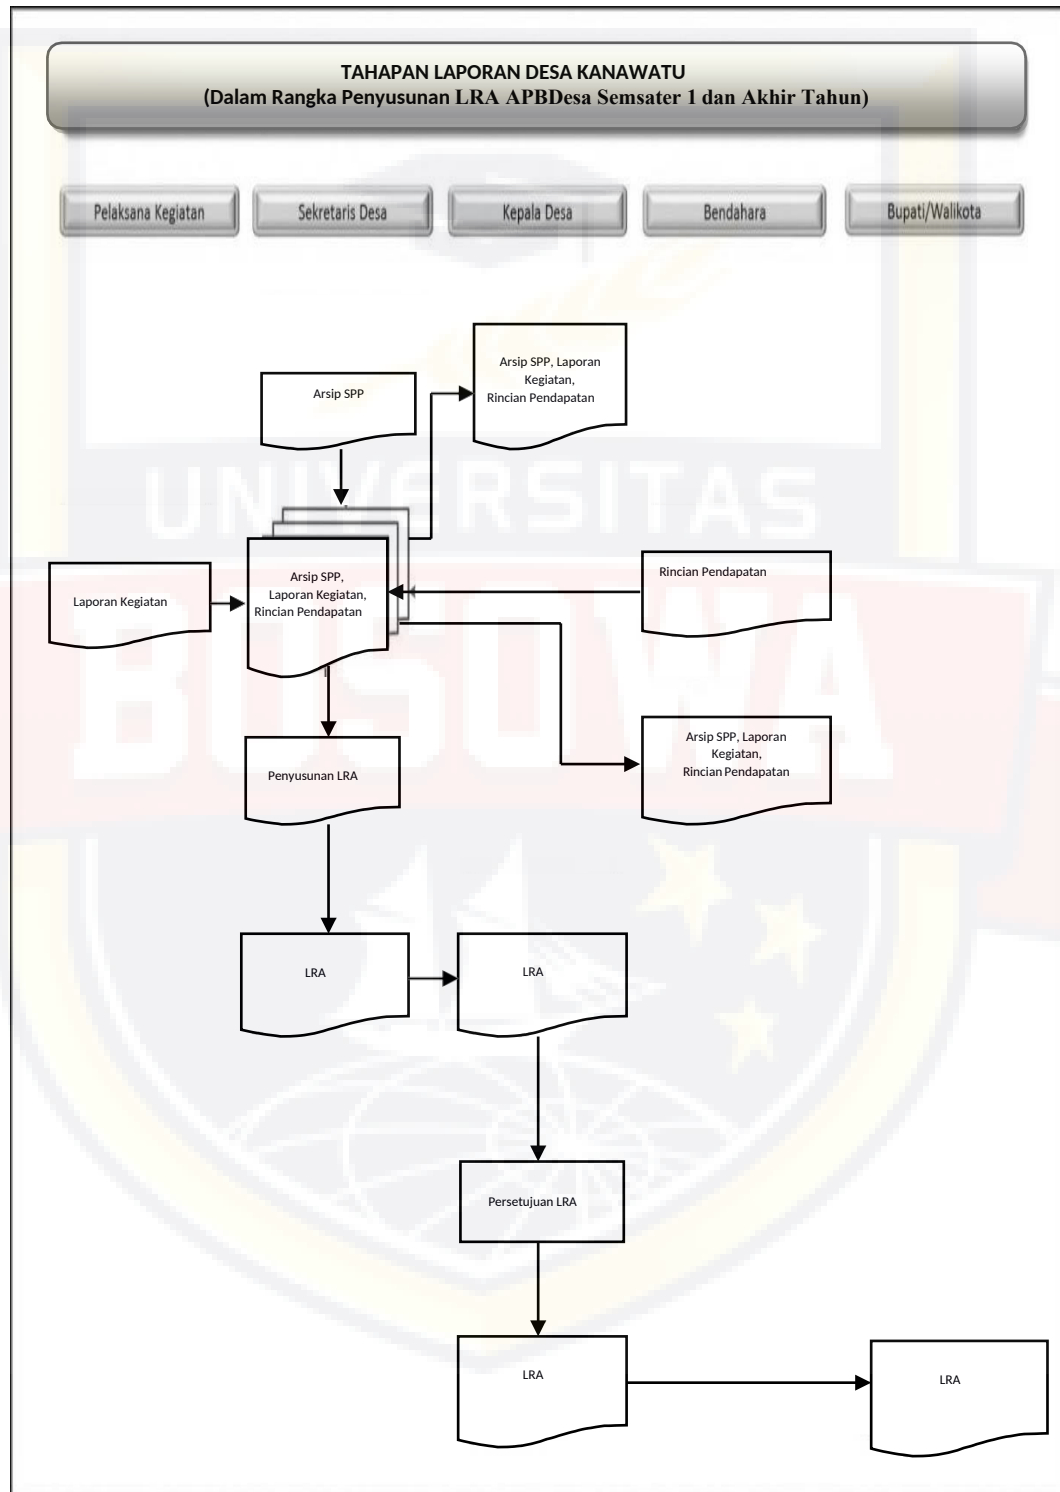 TAHAPAN LAPORAN DESA KANAWATU
(Dalam Rangka Penyusunan LRA APBDesa Semsater 1 dan Akhir Tahun)
Pelaksana Kegiatan
Sekretaris Desa
Kepala Desa
Bendahara
Bupati/Walikota
Arsip SPP, Laporan
Kegiatan,
Rincian Pendapatan
Arsip SPP
UNIVERSITAS
Arsip SPP,
Laporan Kegiatan,
Rincian Pendapatan
Rincian Pendapatan
Laporan Kegiatan
BOSOWA
Arsip SPP, Laporan
Kegiatan,
Rincian Pendapatan
Penyusunan LRA
LRA
LRA
Persetujuan LRA
LRA
LRA